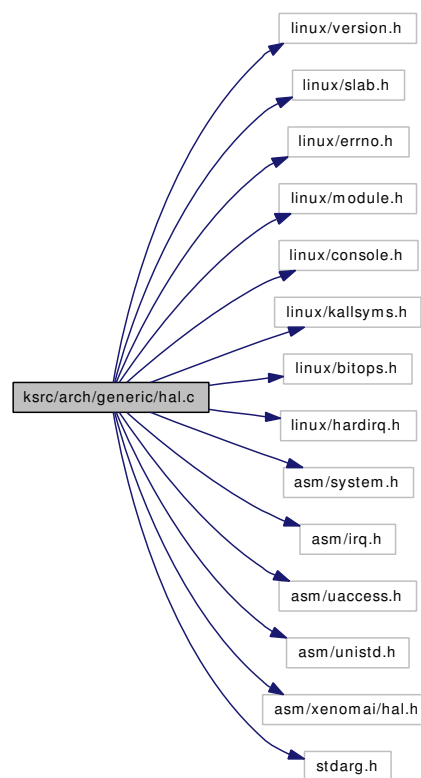 linux/version.h
linux/slab.h
linux/errno.h
linux/module.h
linux/console.h
linux/kallsyms.h
linux/bitops.h
ksrc/arch/generic/hal.c
linux/hardirq.h
asm/system.h
asm/irq.h
asm/uaccess.h
asm/unistd.h
asm/xenomai/hal.h
stdarg.h